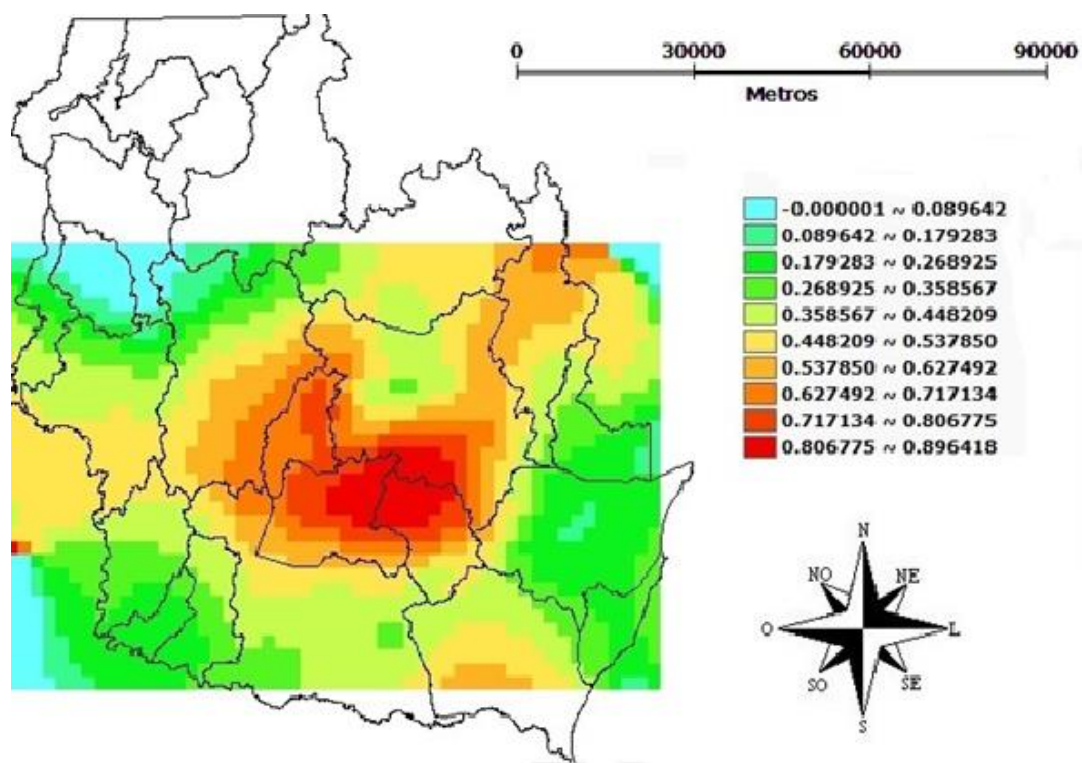 0 30000 60000 90000
Metros
-0.000001 ~ 0.089642
0.089642 ~ 0.179283
0.179283 ~ 0.268925
0.268925 ~ 0.358567
0.358567 ~ 0.448209
0.448209 ~ 0.537850
0.537850 ~ 0.627492
0.627492 ~ 0.717134
0.717134 ~ 0.806775
0.806775 ~ 0.896418
N
NO NE
O L
SO SE
S